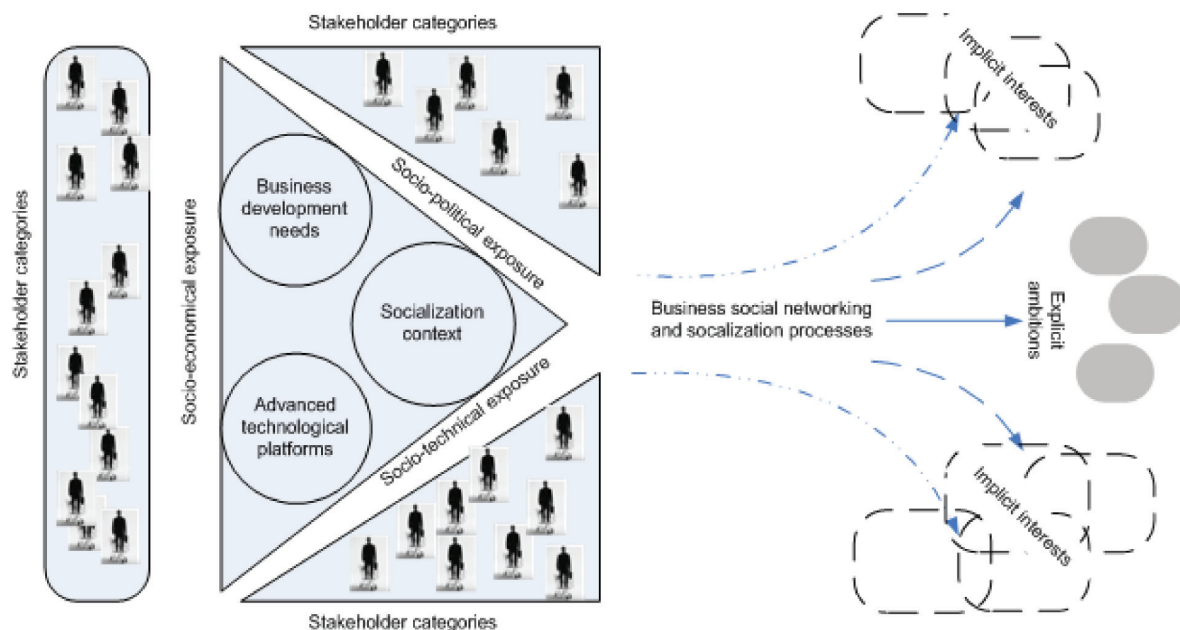 Stakeholder categories
Stakeholder categories
Socio-economical exposure
Business
development
needs
Socialization
context
Advanced
technological
platforms
Socio-political exposure
Socio-technical exposure
Stakeholder categories
Implicit interests
Business social networking
and socalization processes
Explicit
ambitions
Implicit interests